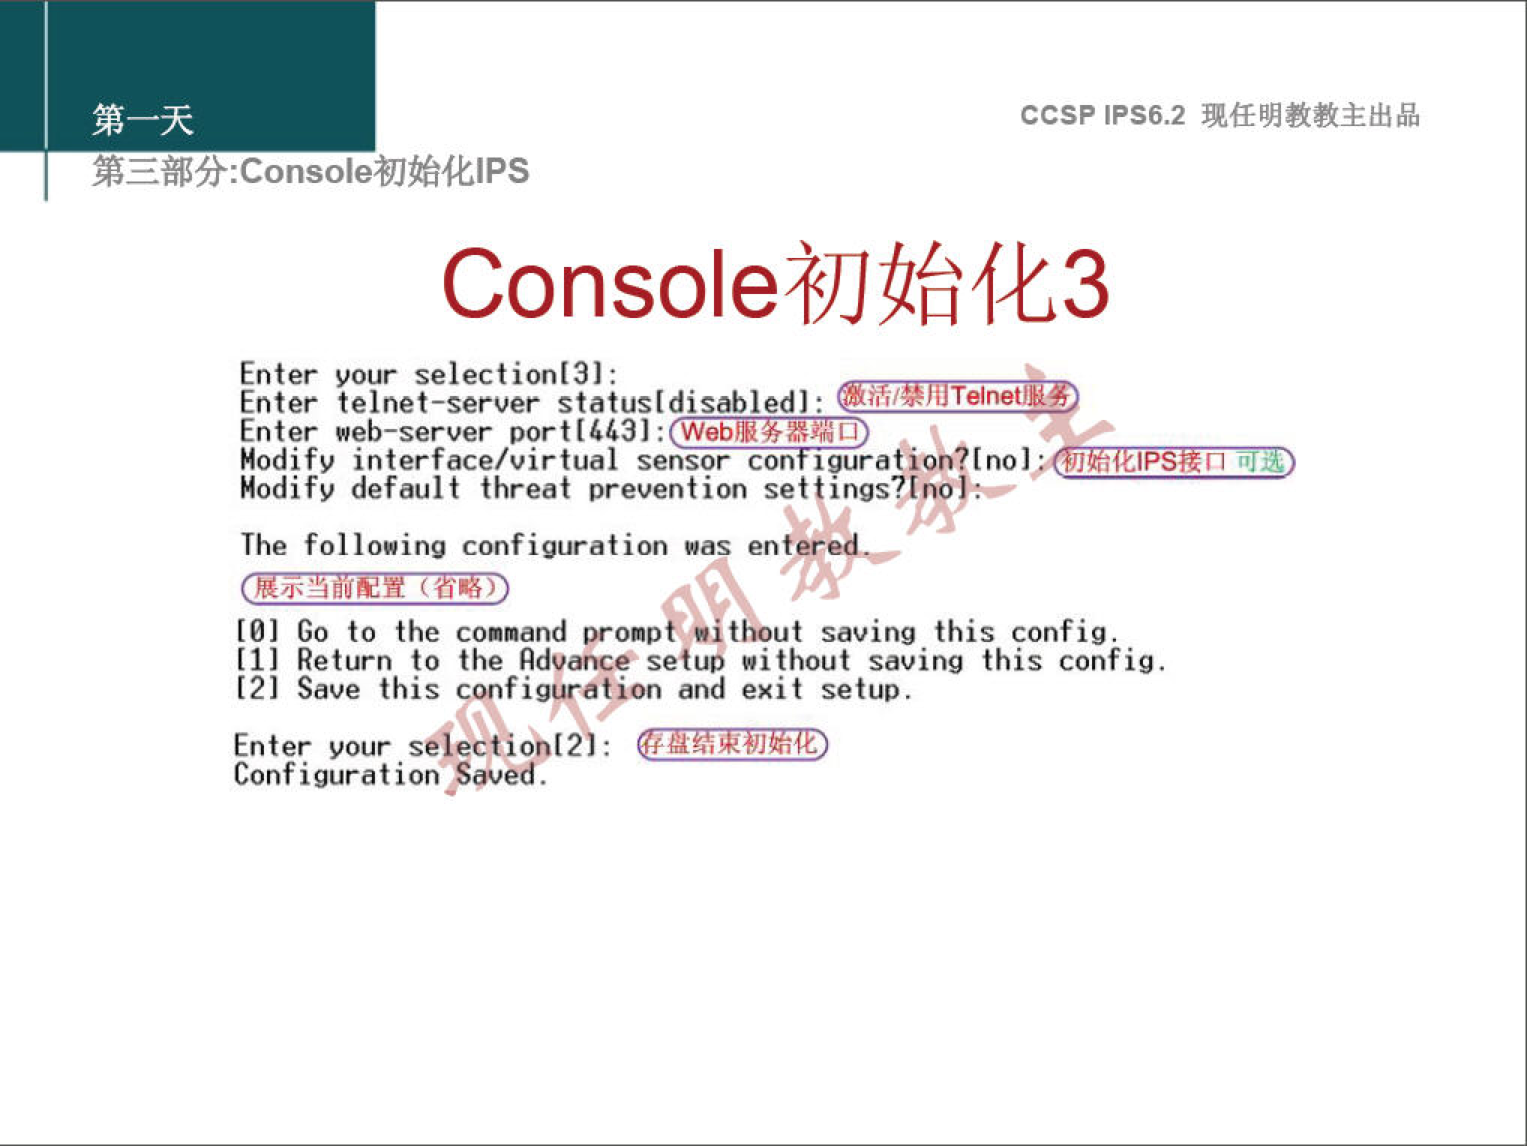 第一天
CCSP IPS6.2 现任明教教主出品
第三部分:Console初始化IPS
Console初始化3
Enter your selection[3]:
Enter telnet-server status[disabled]: 激活/禁用Telnet服务
Enter web-server port[443]: Web服务器端口
Modify interface/virtual sensor configuration?[no]: 初始化IPS接口 可选
Modify default threat prevention settings?[no]:
The following configuration was entered.
展示当前配置（省略）
[0] Go to the command prompt without saving this config.
[1] Return to the Advance setup without saving this config.
[2] Save this configuration and exit setup.
Enter your selection[2]: 存盘结束初始化
Configuration Saved.
现任明教教主